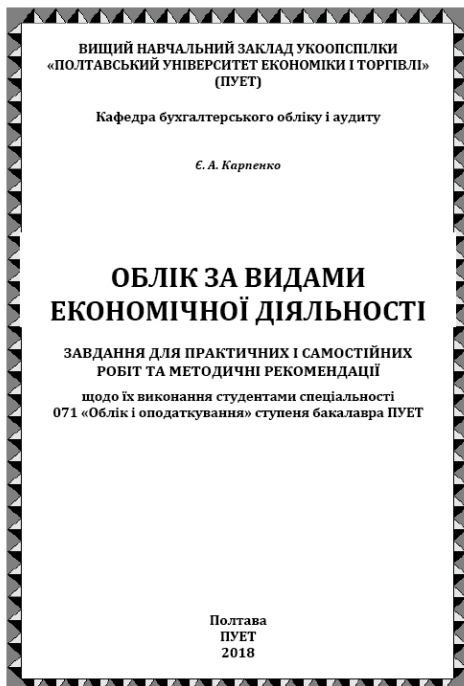 ВИЩИЙ НАВЧАЛЬНИЙ ЗАКЛАД УКООПСПІЛКИ
«ПОЛТАВСЬКИЙ УНІВЕРСИТЕТ ЕКОНОМІКИ І ТОРГІВЛІ»
(ПУЕТ)
Кафедра бухгалтерського обліку і аудиту
Є. А. Карпенко
ОБЛІК ЗА ВИДАМИ
ЕКОНОМІЧНОЇ ДІЯЛЬНОСТІ
ЗАВДАННЯ ДЛЯ ПРАКТИЧНИХ І САМОСТІЙНИХ
РОБІТ ТА МЕТОДИЧНІ РЕКОМЕНДАЦІЇ
щодо їх виконання студентами спеціальності
071 «Облік і оподаткування» ступеня бакалавра ПУЕТ
Полтава
ПУЕТ
2018